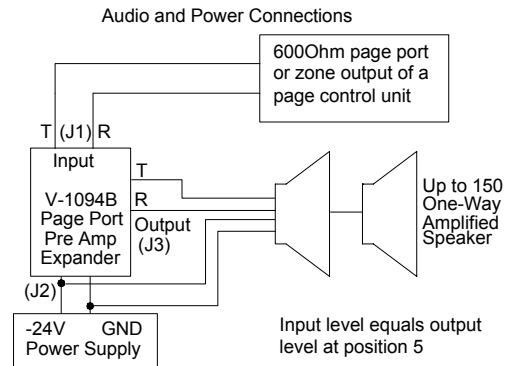 Audio and Power Connections
600Ohm page port
or zone output of a
page control unit
T (J1) R
Input
V-1094B
Page Port
Pre Amp
Expander
T
R
Output
(J3)
Up to 150
One-Way
Amplified
Speaker
(J2)
-24V GND
Power Supply
Input level equals output
level at position 5